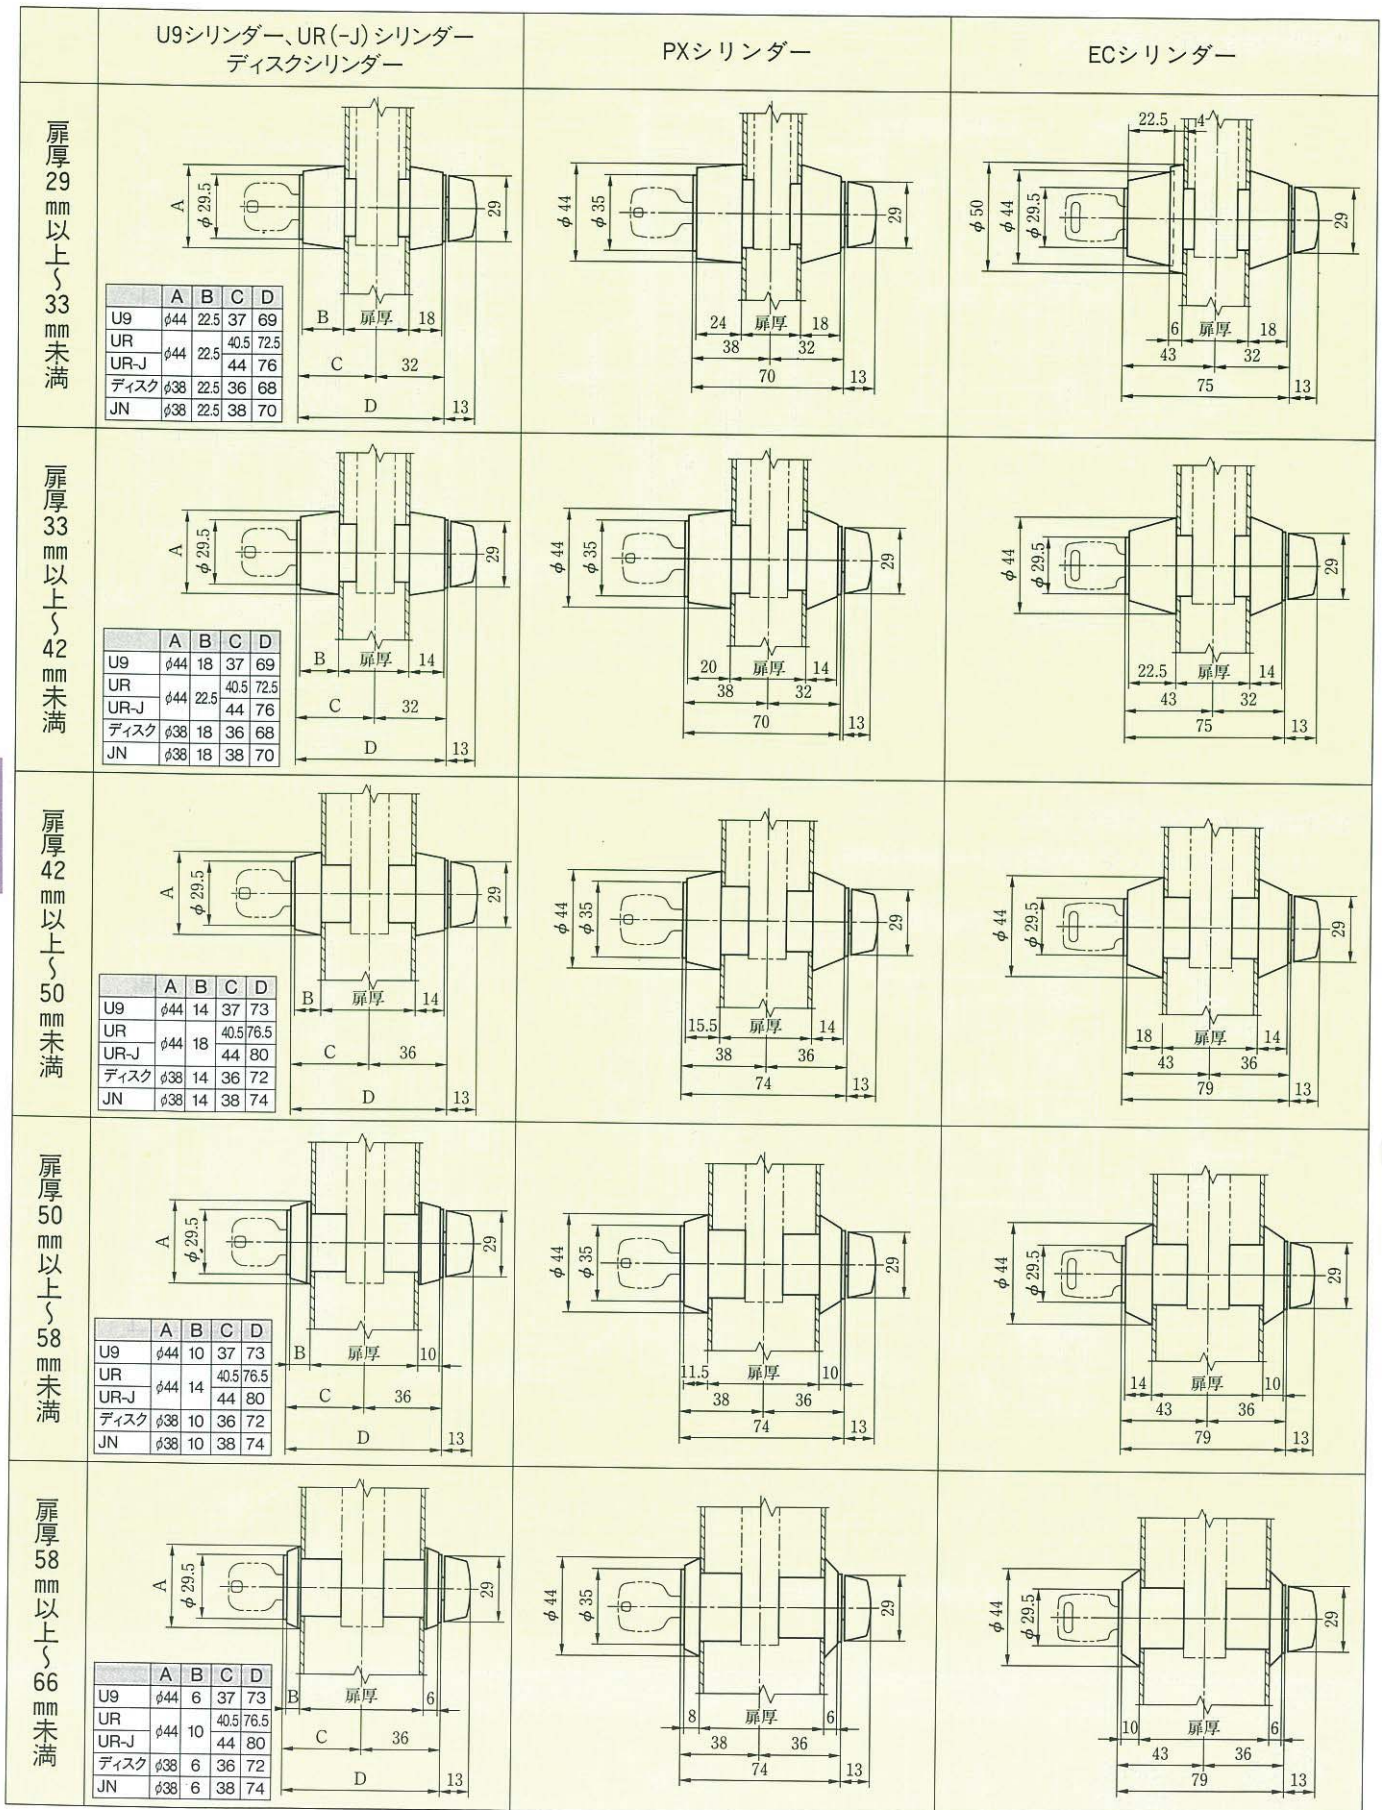 U9シリンダー、UR(-J)シリンダー
ディスクシリンダー
PXシリンダー
ECシリンダー
扉厚29mm以上〜33mm未満
A
φ29.5
29
B 扉厚 18
C 32
D 13
A B C D
U9 φ44 22.5 37 69
UR φ44 22.5 40.5 72.5
UR-J 44 76
ディスク φ38 22.5 36 68
JN φ38 22.5 38 70
φ44
φ35
29
24 扉厚 18
38 32
70 13
22.5 4
φ50
φ44
φ29.5
29
6 扉厚 18
43 32
75 13
扉厚33mm以上〜42mm未満
A
φ29.5
29
B 扉厚 14
C 32
D 13
A B C D
U9 φ44 18 37 69
UR φ44 22.5 40.5 72.5
UR-J 44 76
ディスク φ38 18 36 68
JN φ38 18 38 70
φ44
φ35
29
20 扉厚 14
38 32
70 13
φ44
φ29.5
29
22.5 扉厚 14
43 32
75 13
扉厚42mm以上〜50mm未満
A
φ29.5
29
B 扉厚 14
C 36
D 13
A B C D
U9 φ44 14 37 73
UR φ44 18 40.5 76.5
UR-J 44 80
ディスク φ38 14 36 72
JN φ38 14 38 74
φ44
φ35
29
15.5 扉厚 14
38 36
74 13
φ44
φ29.5
29
18 扉厚 14
43 36
79 13
扉厚50mm以上〜58mm未満
A
φ29.5
29
B 扉厚 10
C 36
D 13
A B C D
U9 φ44 10 37 73
UR φ44 14 40.5 76.5
UR-J 44 80
ディスク φ38 10 36 72
JN φ38 10 38 74
φ44
φ35
29
11.5 扉厚 10
38 36
74 13
φ44
φ29.5
29
14 扉厚 10
43 36
79 13
扉厚58mm以上〜66mm未満
A
φ29.5
29
B 扉厚 6
C 36
D 13
A B C D
U9 φ44 6 37 73
UR φ44 10 40.5 76.5
UR-J 44 80
ディスク φ38 6 36 72
JN φ38 6 38 74
φ44
φ35
29
8 扉厚 6
38 36
74 13
φ44
φ29.5
29
10 扉厚 6
43 36
79 13